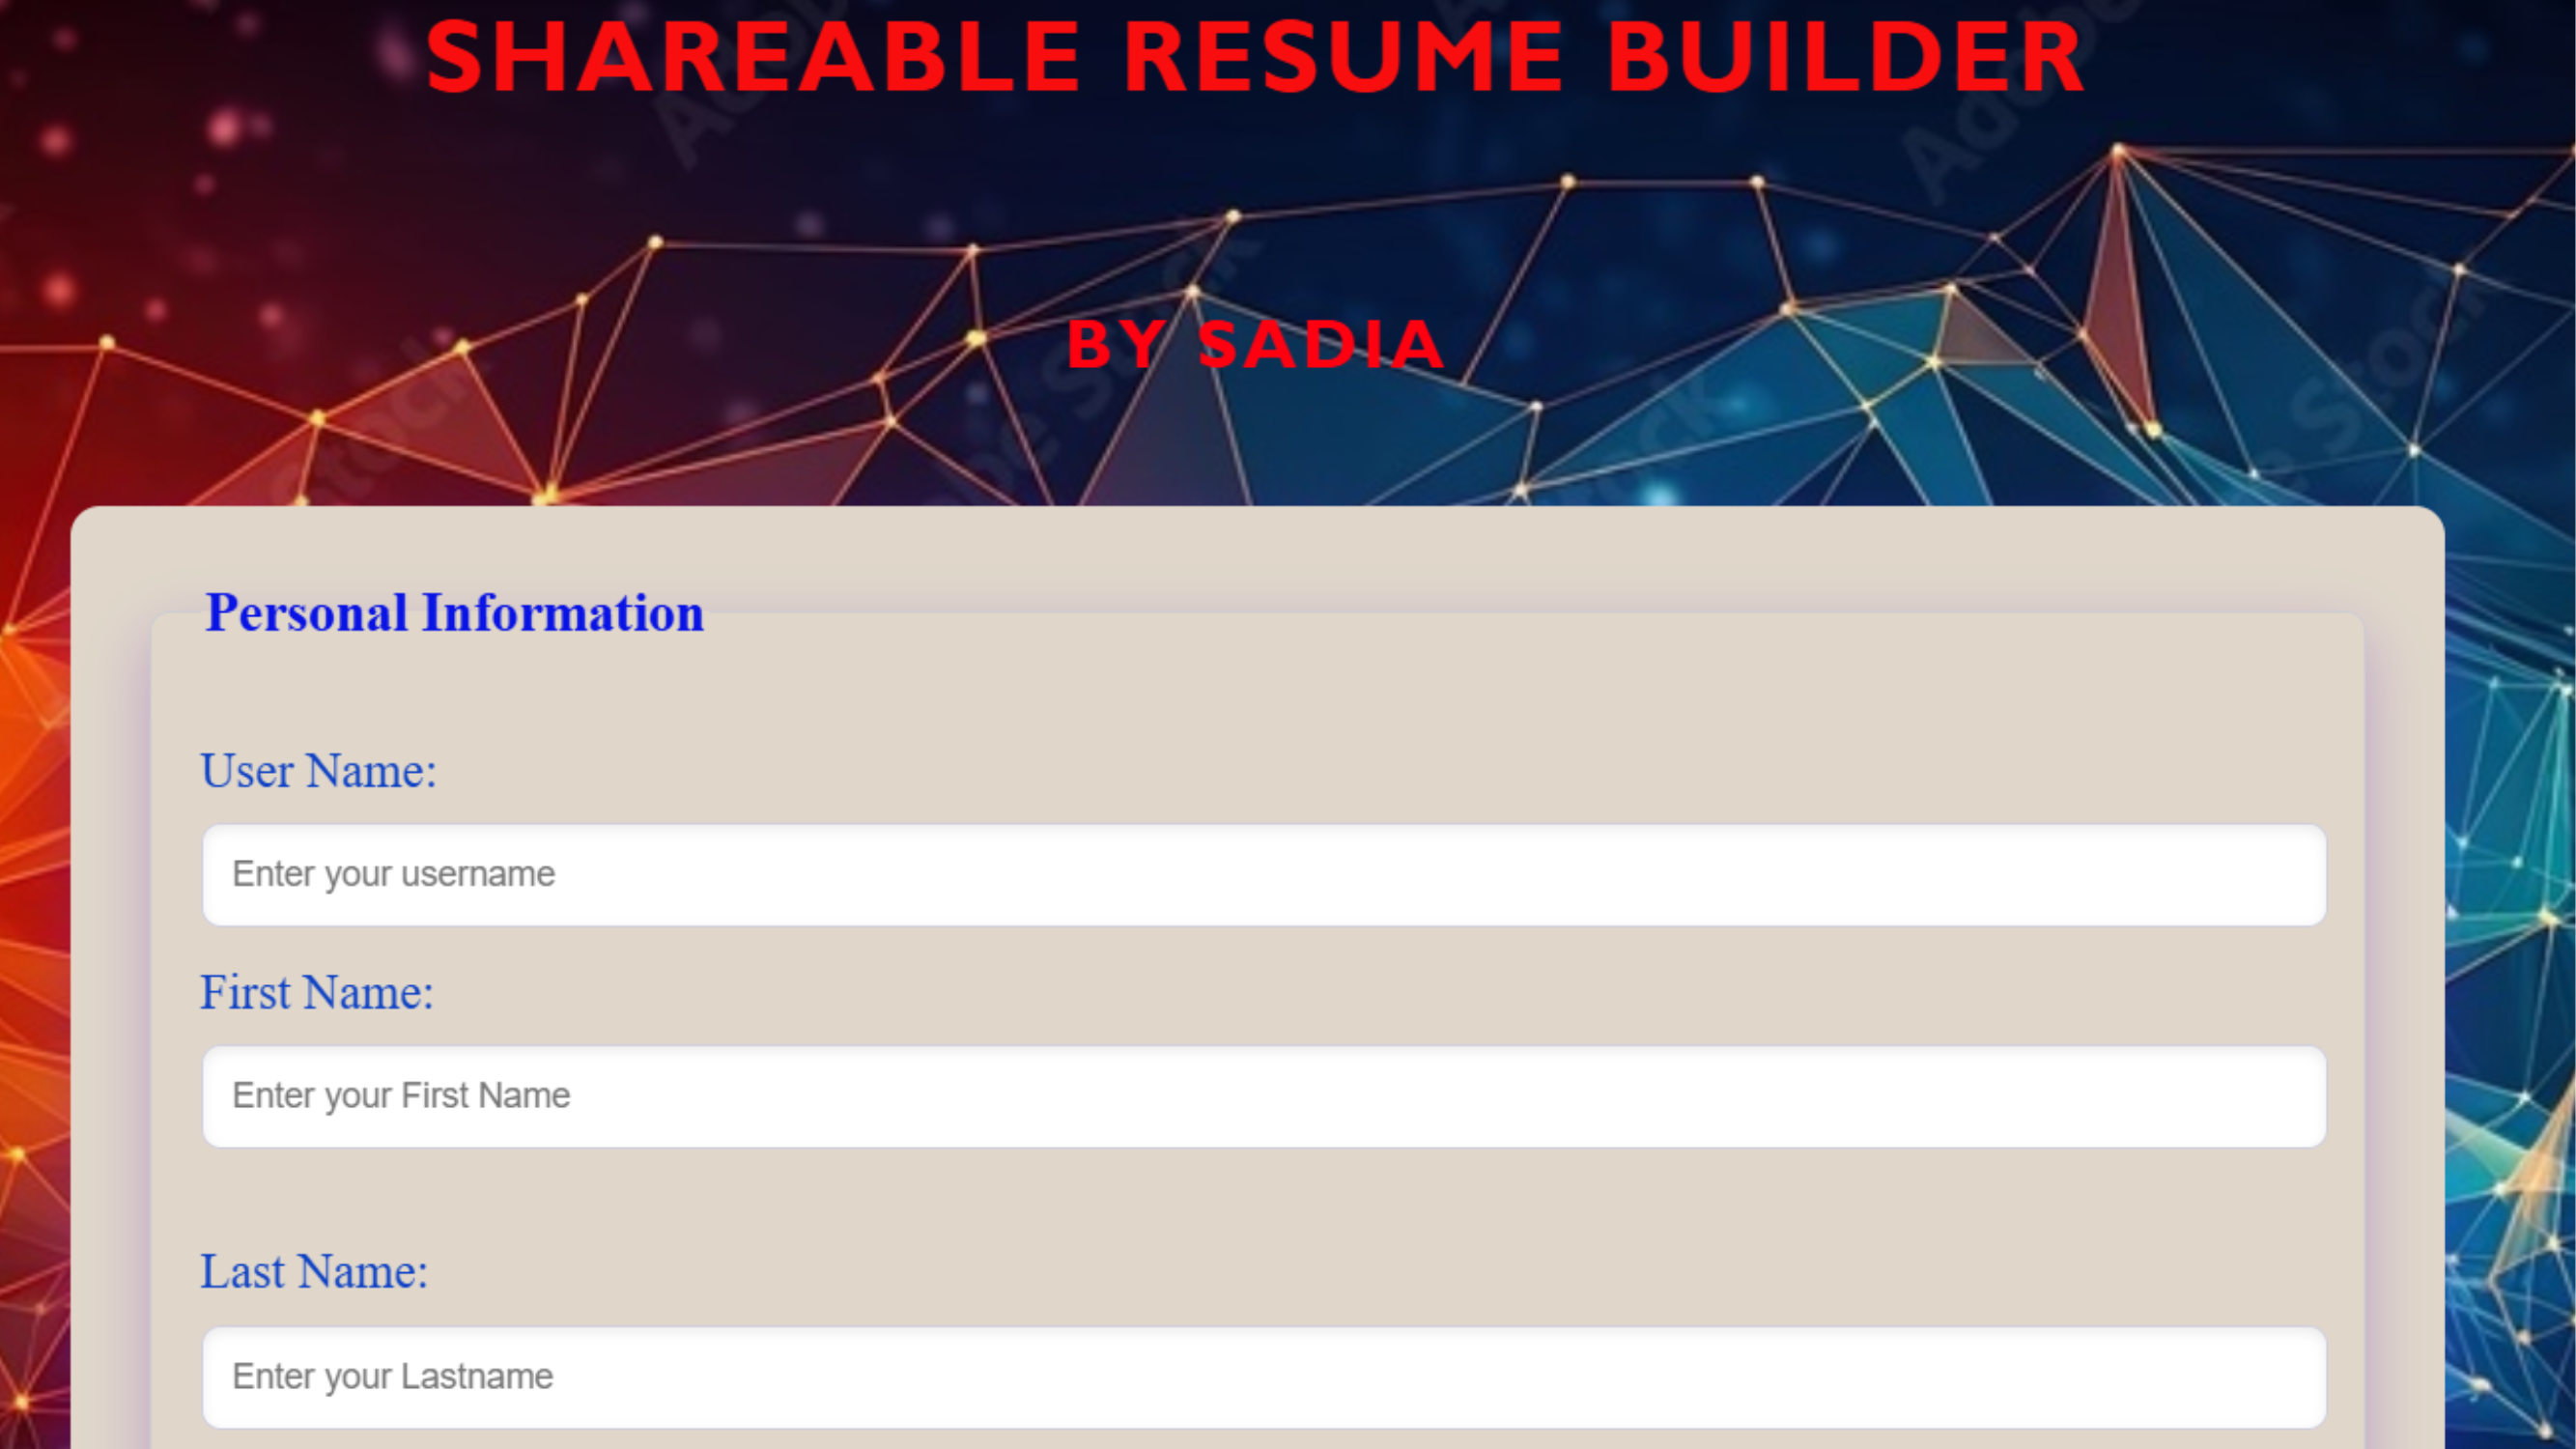 SHAREABLE RESUME BUILDER
BY SADIA
Personal Information
User Name:
Enter your username
First Name:
Enter your First Name
Last Name:
Enter your Lastname